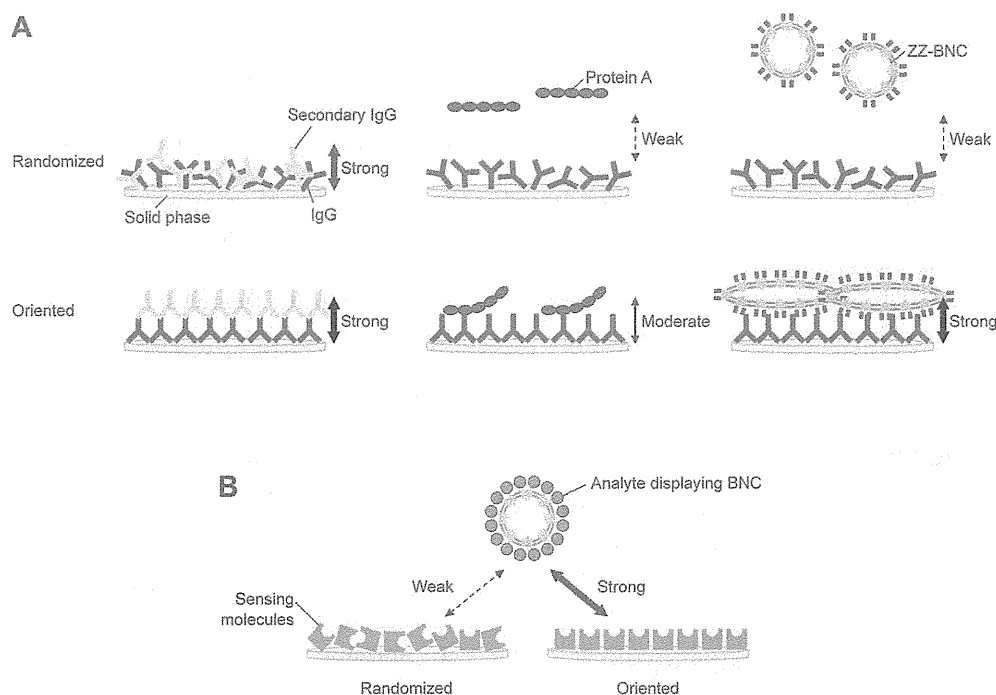 A
Protein A
ZZ-BNC
Secondary IgG
Randomized
Strong
Weak
Weak
Solid phase
IgG
Oriented
Strong
Moderate
Strong
B
Analyte displaying BNC
Weak
Strong
Sensing
molecules
Randomized
Oriented